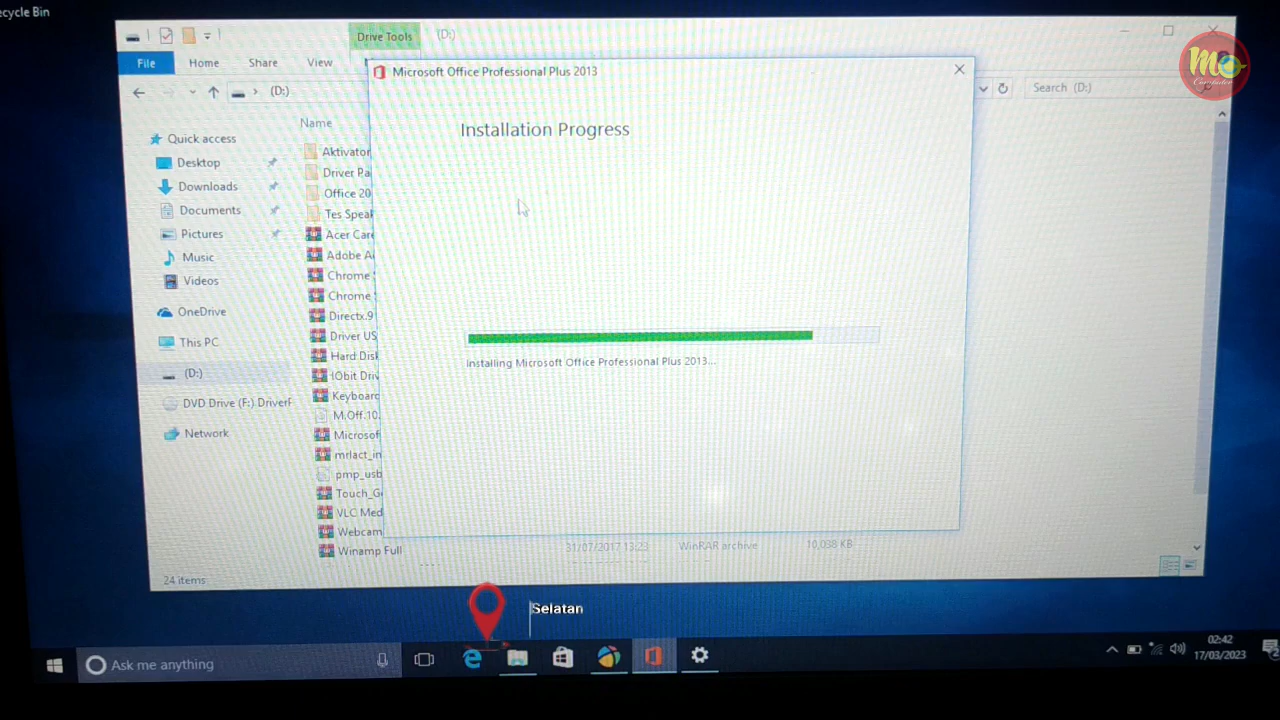 ecycle Bin
Drive Tools
(D:)
File
Home
Share
View
Microsoft Office Professional Plus 2013
Mo
Computer
(D:)
Search (D:)
Installation Progress
Name
Quick access
Desktop
Downloads
Documents
Pictures
Music
Videos
OneDrive
This PC
(D:)
DVD Drive (F:) DriverP
Network
Aktivator
Driver Pa
Office 20
Tes Speak
Acer Care
Adobe A
Chrome
Chrome
Directx.9
Driver US
Hard Disk
IObit Driv
Keyboard
M.Off.10.
Microsof
mrlact_in
pmp_usb
Touch_G
VLC Med
Webcam
Winamp Full
Installing Microsoft Office Professional Plus 2013...
31/07/2017 13:23
WinRAR archive
10,038 KB
24 items
Selatan
Ask me anything
02:42
17/03/2023